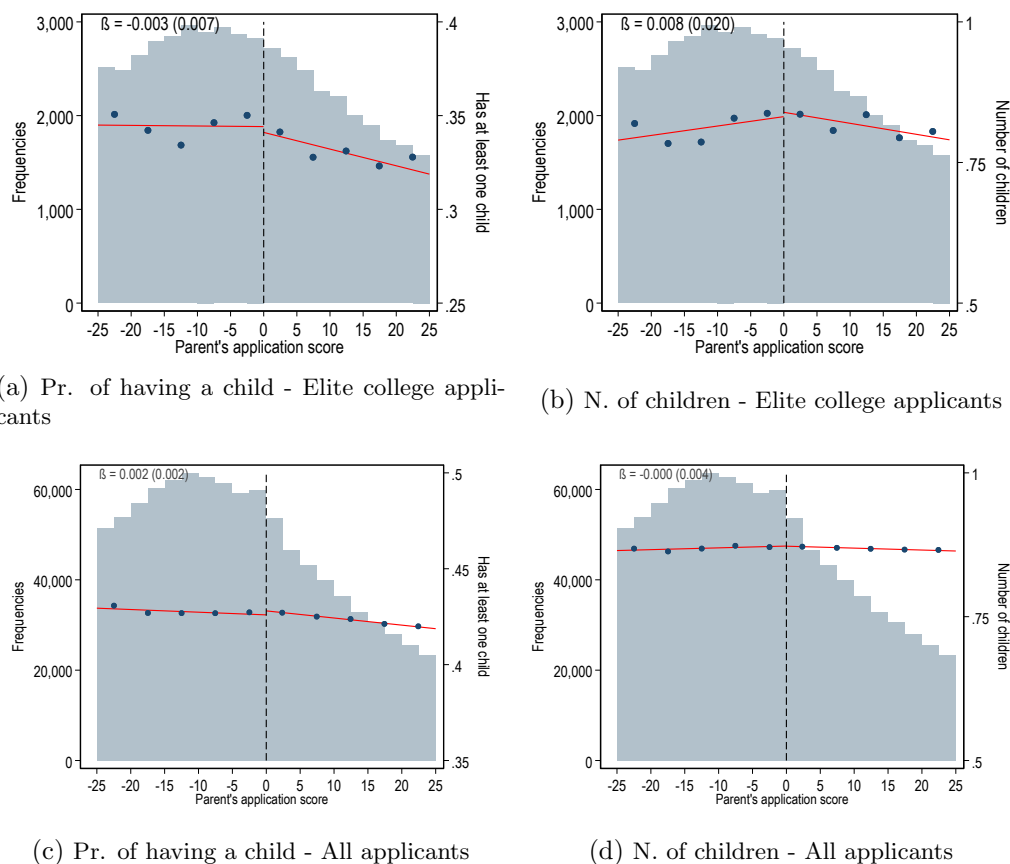 ß = -0.003 (0.007)
3,000
2,000
1,000
0
Frequencies
.4
.35
.3
.25
Has at least one child
-25 -20 -15 -10 -5 0 5 10 15 20 25
Parent's application score
(a) Pr. of having a child - Elite college appli-
cants
ß = 0.008 (0.020)
3,000
2,000
1,000
0
Frequencies
1
.75
.5
Number of children
-25 -20 -15 -10 -5 0 5 10 15 20 25
Parent's application score
(b) N. of children - Elite college applicants
ß = 0.002 (0.002)
60,000
40,000
20,000
0
Frequencies
.5
.45
.4
.35
Has at least one child
-25 -20 -15 -10 -5 0 5 10 15 20 25
Parent's application score
(c) Pr. of having a child - All applicants
ß = -0.000 (0.004)
60,000
40,000
20,000
0
Frequencies
1
.75
.5
Number of children
-25 -20 -15 -10 -5 0 5 10 15 20 25
Parent's application score
(d) N. of children - All applicants